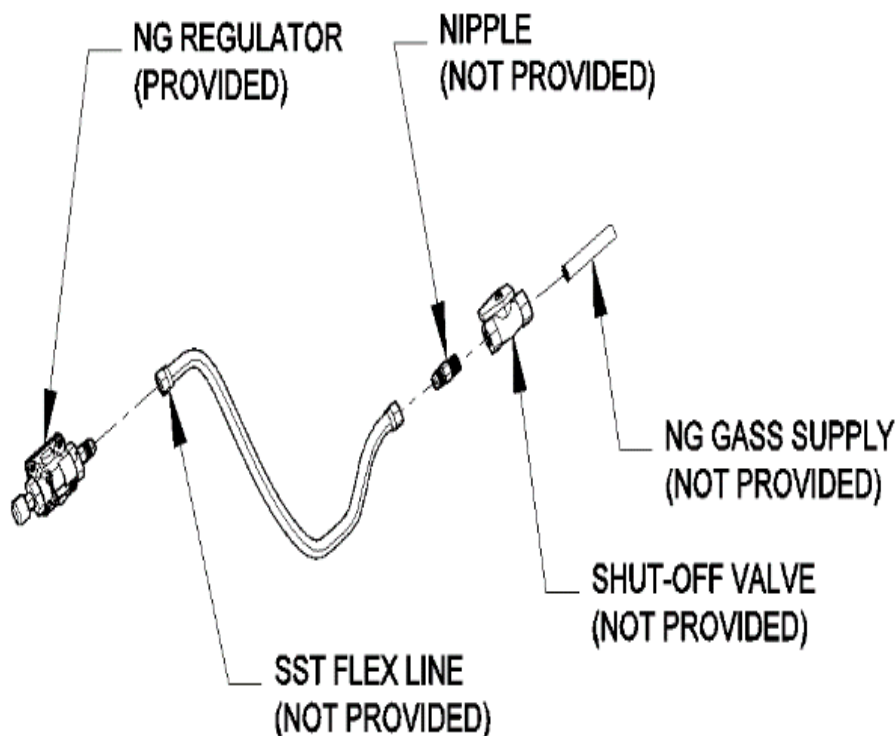 NG REGULATOR
(PROVIDED)
NIPPLE
(NOT PROVIDED)
NG GASS SUPPLY
(NOT PROVIDED)
SHUT-OFF VALVE
(NOT PROVIDED)
SST FLEX LINE
(NOT PROVIDED)